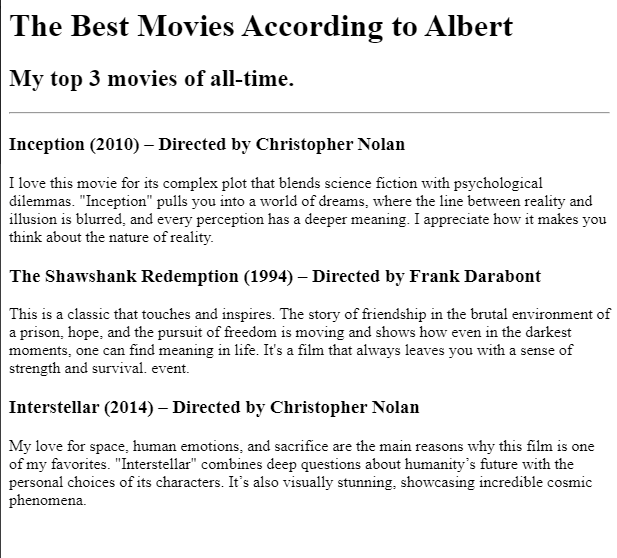 The Best Movies According to Albert
My top 3 movies of all-time.
Inception (2010) – Directed by Christopher Nolan
I love this movie for its complex plot that blends science fiction with psychological
dilemmas. "Inception" pulls you into a world of dreams, where the line between reality and
illusion is blurred, and every perception has a deeper meaning. I appreciate how it makes you
think about the nature of reality.
The Shawshank Redemption (1994) – Directed by Frank Darabont
This is a classic that touches and inspires. The story of friendship in the brutal environment of
a prison, hope, and the pursuit of freedom is moving and shows how even in the darkest
moments, one can find meaning in life. It's a film that always leaves you with a sense of
strength and survival. event.
Interstellar (2014) – Directed by Christopher Nolan
My love for space, human emotions, and sacrifice are the main reasons why this film is one
of my favorites. "Interstellar" combines deep questions about humanity’s future with the
personal choices of its characters. It’s also visually stunning, showcasing incredible cosmic
phenomena.